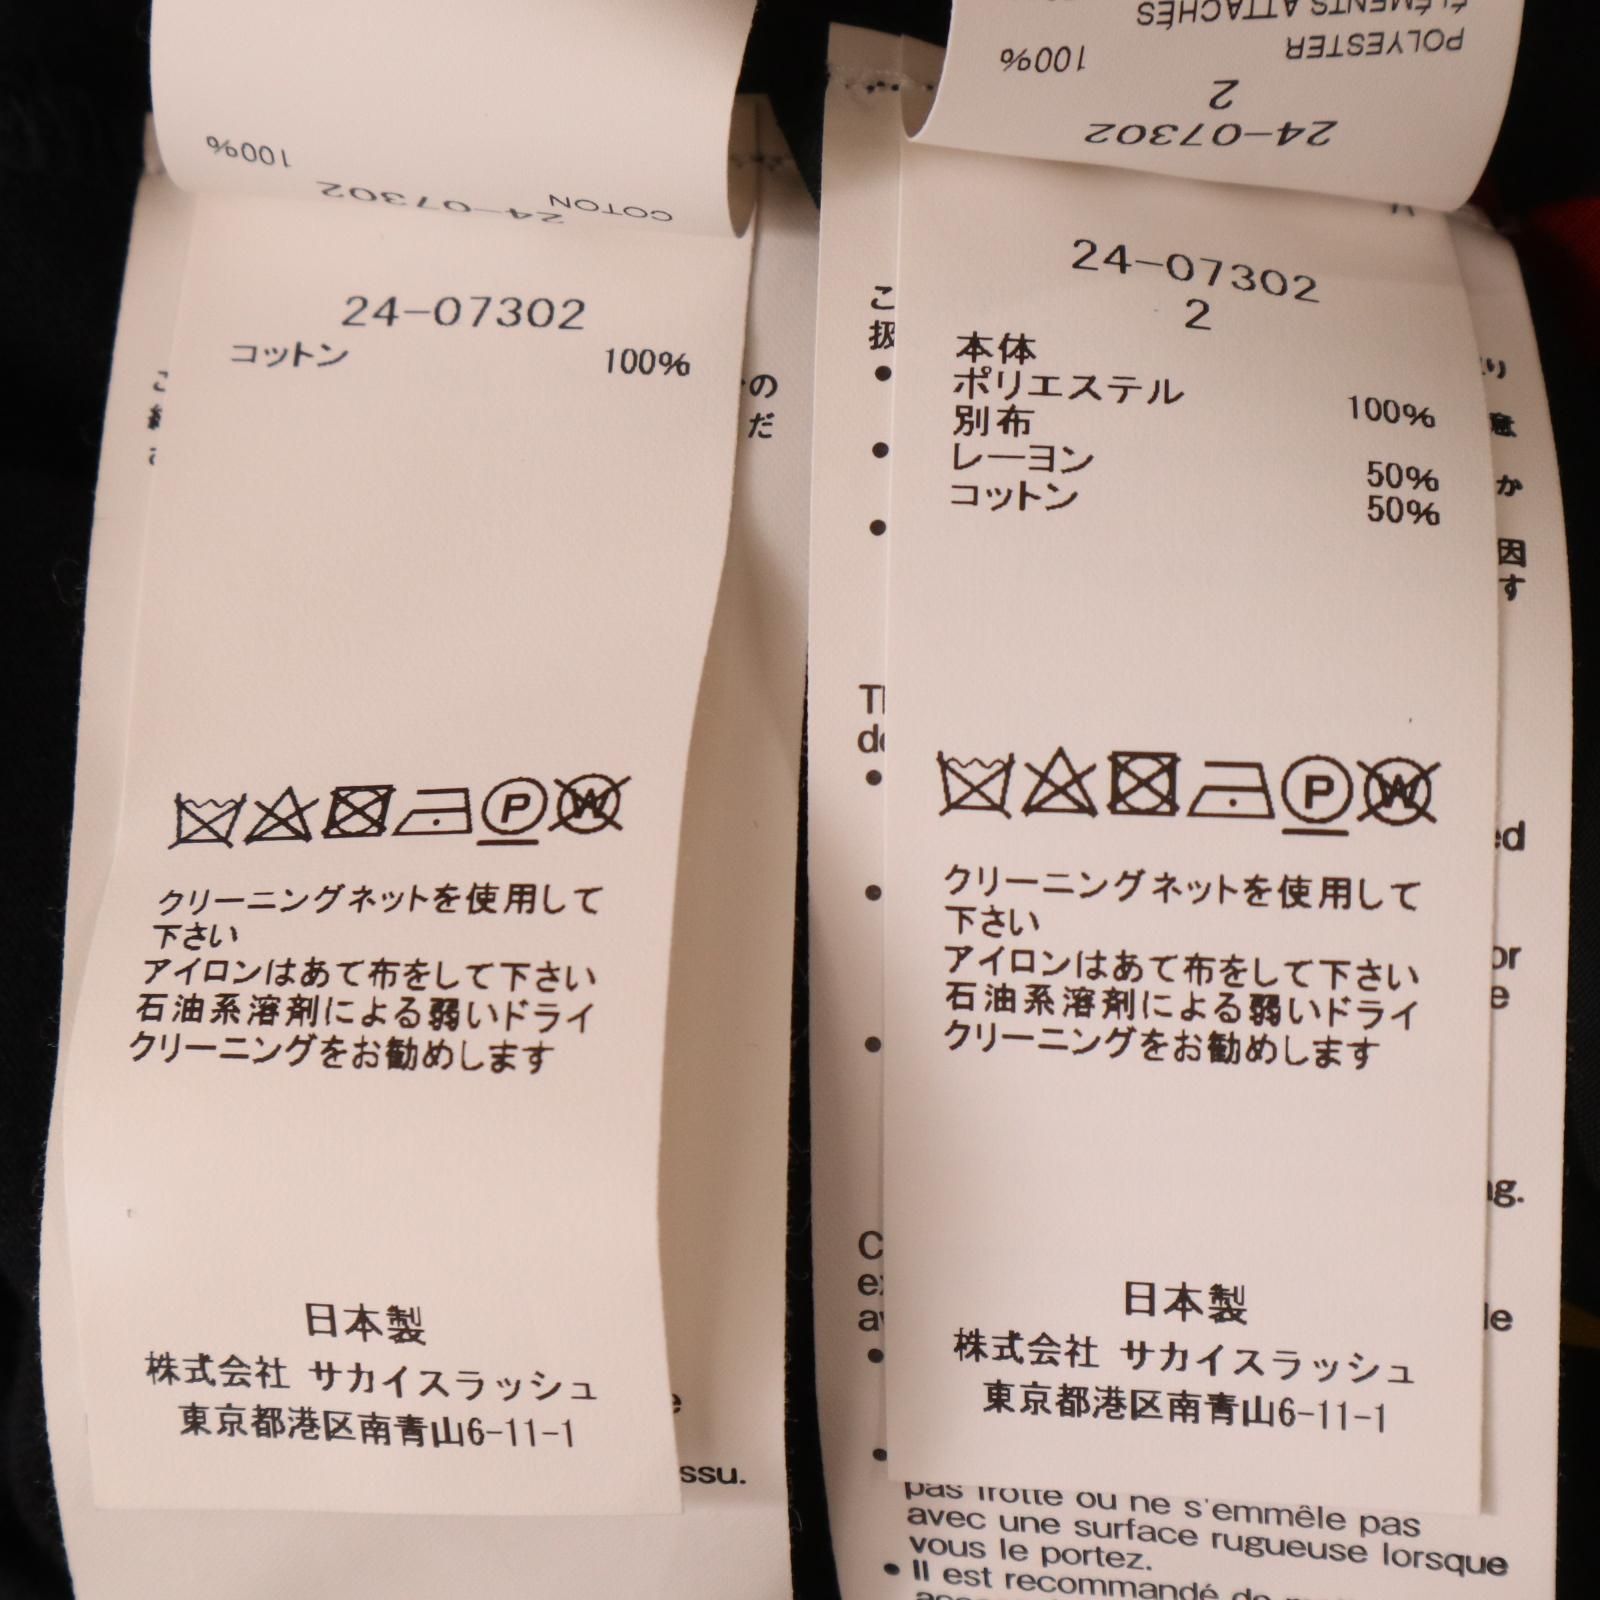 100%
24-07302
COTON
24-07302
コットン 100%
の
だ
クリーニングネットを使用して
下さい
アイロンはあて布をして下さい
石油系溶剤による弱いドライ
クリーニングをお勧めします
日本製
株式会社 サカイスラッシュ
東京都港区南青山6-11-1
ssu.
ÉLÉMENTS ATTACHÉS
POLYESTER 100%
2
24-07302
24-07302
2
本体
ポリエステル 100%
別布
レーヨン 50%
コットン 50%
P
W
クリーニングネットを使用して
下さい
アイロンはあて布をして下さい
石油系溶剤による弱いドライ
クリーニングをお勧めします
日本製
株式会社 サカイスラッシュ
東京都港区南青山6-11-1
pas frotte ou ne s'emmêle pas
avec une surface rugueuse lorsque
vous le portez.
• Il est recommandé de